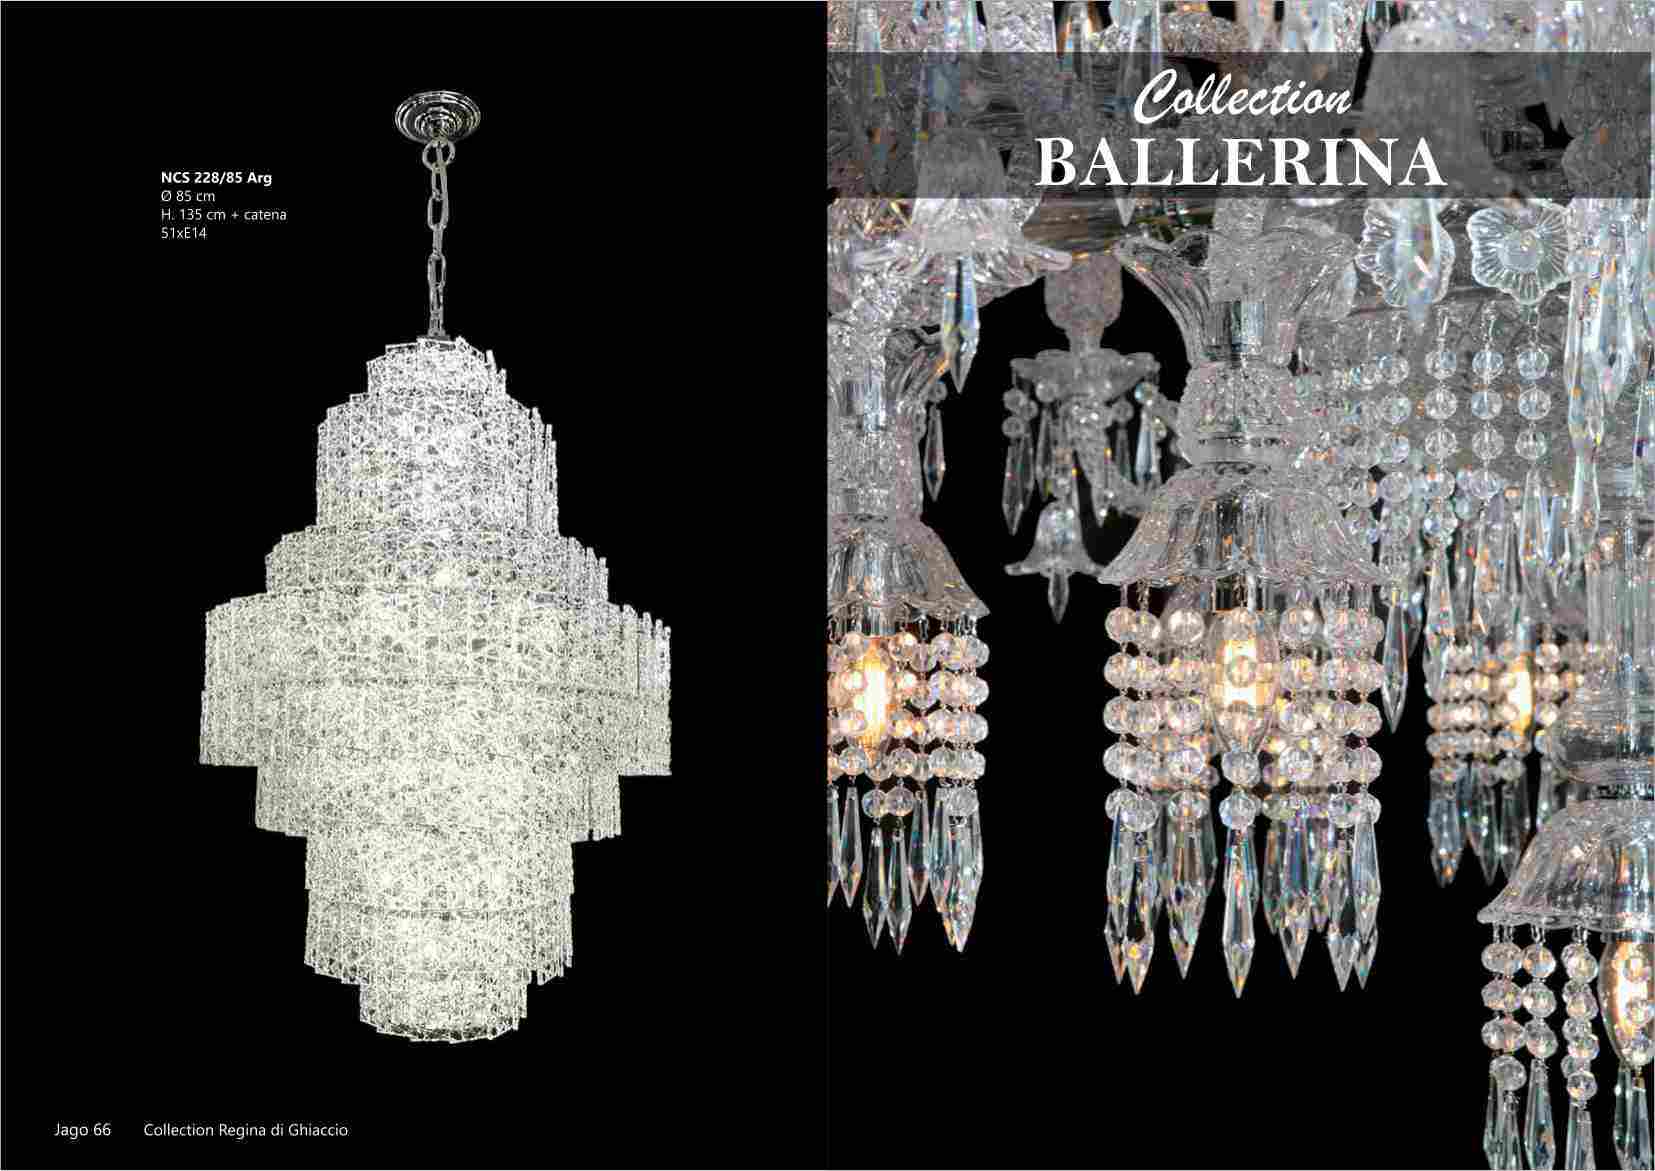 NCS 228/85 Arg
Ø 85 cm
H. 135 cm + catena
51xE14
Jago 66 Collection Regina di Ghiaccio
Collection
BALLERINA